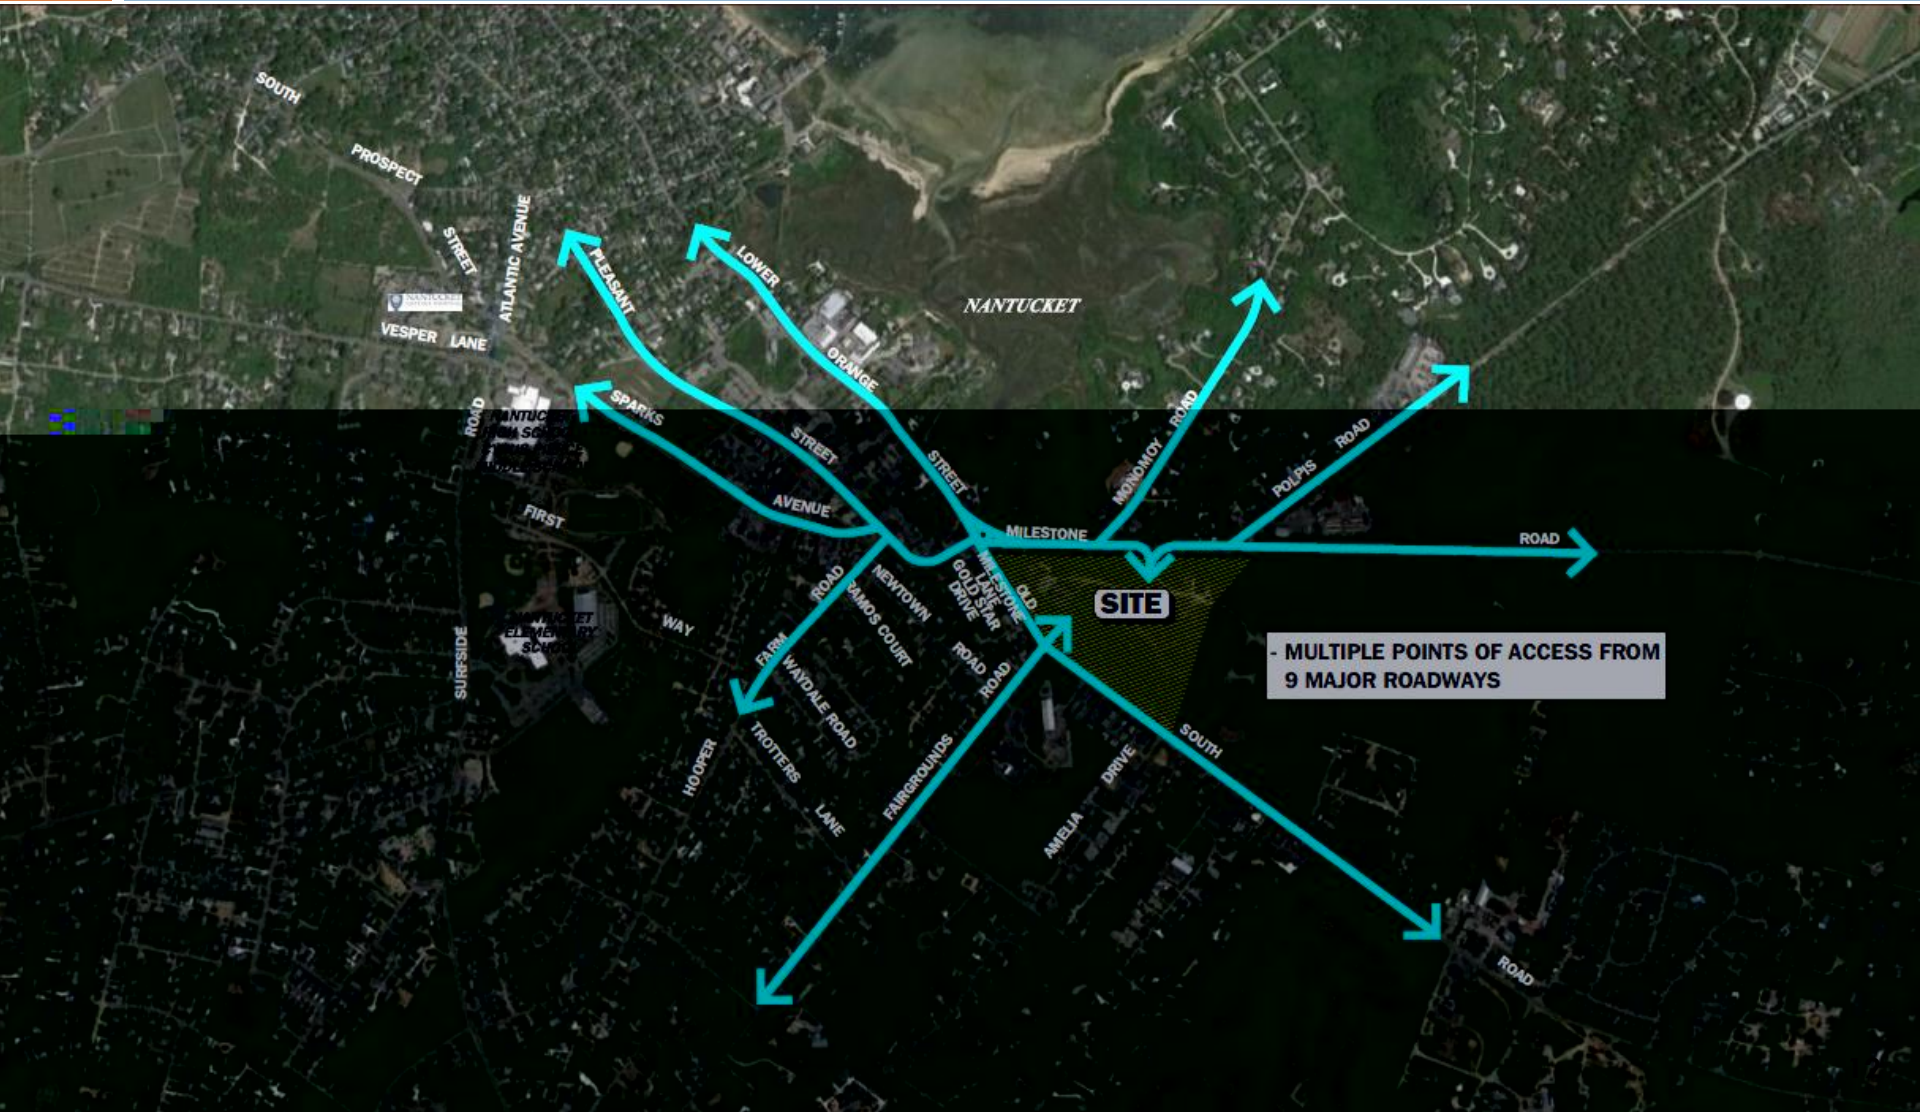 SOUTH
PROSPECT
STREET
ATLANTIC AVENUE
PLEASANT
LOWER
NANTUCKET
NANTUCKET
VESPER LANE
ORANGE
SPARKS
ROAD
STREET
STREET
MONOMOY ROAD
POLPIS ROAD
AVENUE
FIRST
MILESTONE
ROAD
OLD
MILESTONE
LANE
GOLD STAR
DRIVE
NEWTOWN
ROAD
RAMOS COURT
SITE
WAY
ELEMENTARY
SCHOOL
SURFSIDE
FARM
WAYDALE ROAD
ROAD
ROAD
- MULTIPLE POINTS OF ACCESS FROM
9 MAJOR ROADWAYS
HOOPER
TROTTERS
LANE
FAIRGROUNDS
AMELIA DRIVE
SOUTH
ROAD